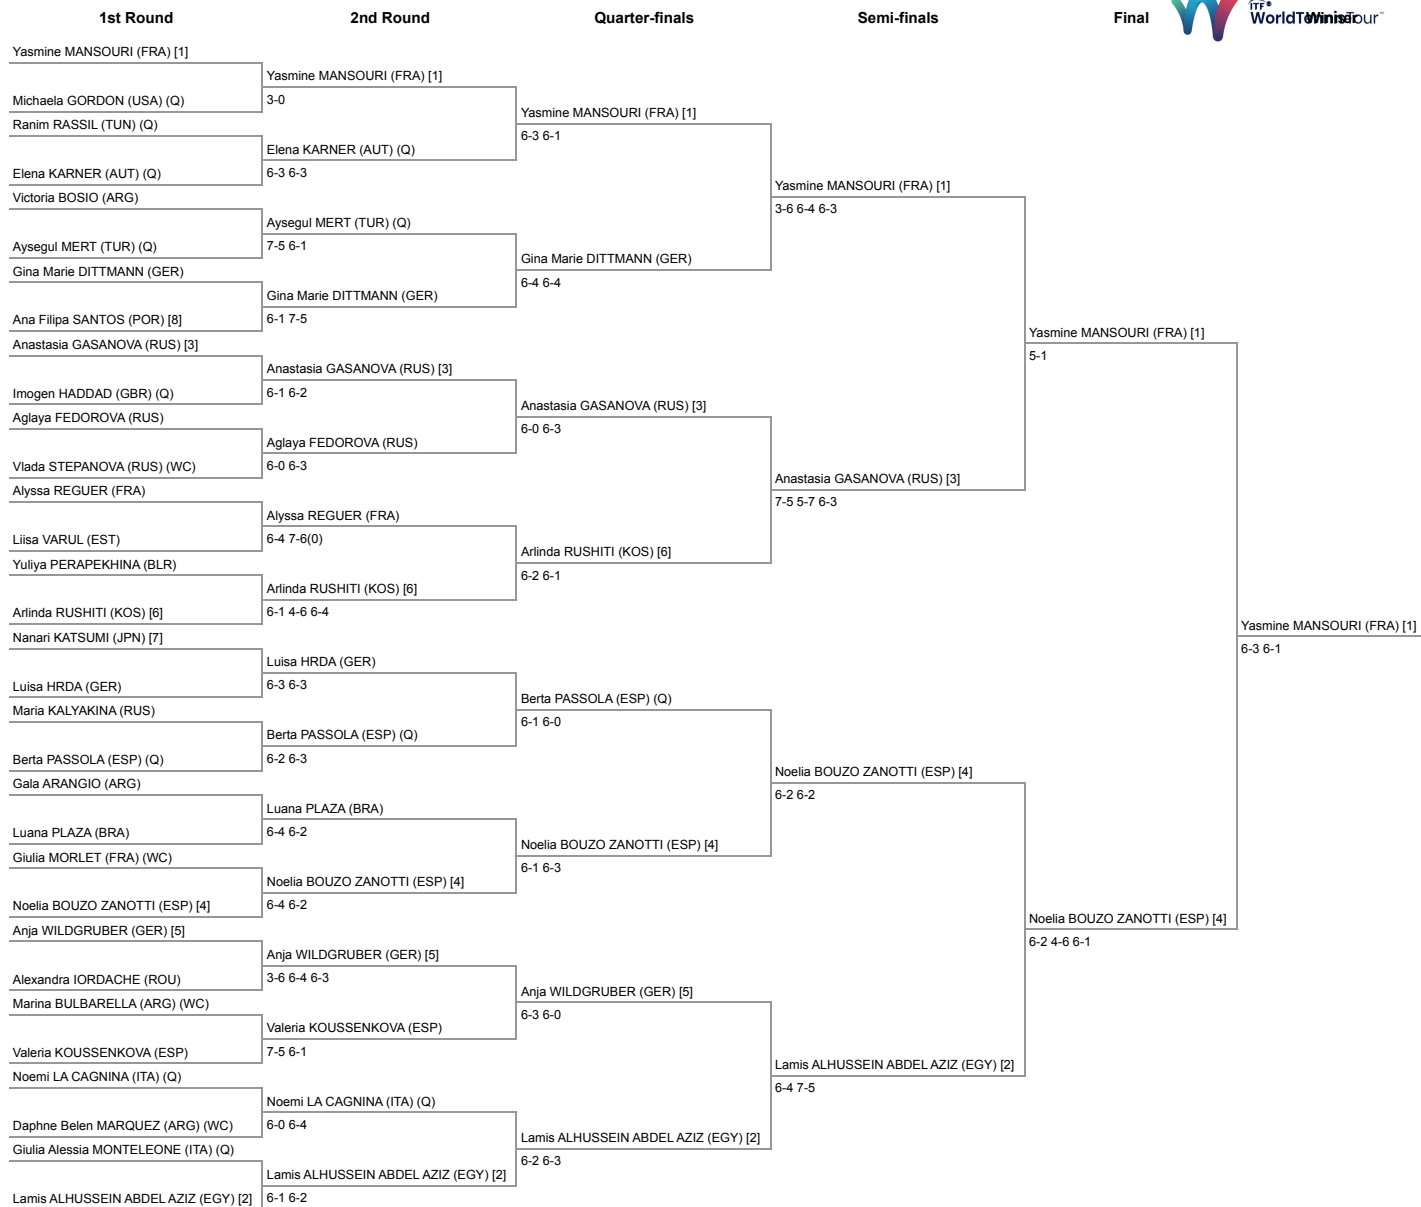 1st Round
2nd Round
Quarter-finals
Semi-finals
Final
Winner
ITF®
WorldTennisTour™
Yasmine MANSOURI (FRA) [1]
Michaela GORDON (USA) (Q)
Ranim RASSIL (TUN) (Q)
Elena KARNER (AUT) (Q)
Victoria BOSIO (ARG)
Aysegul MERT (TUR) (Q)
Gina Marie DITTMANN (GER)
Ana Filipa SANTOS (POR) [8]
Anastasia GASANOVA (RUS) [3]
Imogen HADDAD (GBR) (Q)
Aglaya FEDOROVA (RUS)
Vlada STEPANOVA (RUS) (WC)
Alyssa REGUER (FRA)
Liisa VARUL (EST)
Yuliya PERAPEKHINA (BLR)
Arlinda RUSHITI (KOS) [6]
Nanari KATSUMI (JPN) [7]
Luisa HRDA (GER)
Maria KALYAKINA (RUS)
Berta PASSOLA (ESP) (Q)
Gala ARANGIO (ARG)
Luana PLAZA (BRA)
Giulia MORLET (FRA) (WC)
Noelia BOUZO ZANOTTI (ESP) [4]
Anja WILDGRUBER (GER) [5]
Alexandra IORDACHE (ROU)
Marina BULBARELLA (ARG) (WC)
Valeria KOUSSENKOVA (ESP)
Noemi LA CAGNINA (ITA) (Q)
Daphne Belen MARQUEZ (ARG) (WC)
Giulia Alessia MONTELEONE (ITA) (Q)
Lamis ALHUSSEIN ABDEL AZIZ (EGY) [2]
Yasmine MANSOURI (FRA) [1]
3-0
Elena KARNER (AUT) (Q)
6-3 6-3
Aysegul MERT (TUR) (Q)
7-5 6-1
Gina Marie DITTMANN (GER)
6-1 7-5
Anastasia GASANOVA (RUS) [3]
6-1 6-2
Aglaya FEDOROVA (RUS)
6-0 6-3
Alyssa REGUER (FRA)
6-4 7-6(0)
Arlinda RUSHITI (KOS) [6]
6-1 4-6 6-4
Luisa HRDA (GER)
6-3 6-3
Berta PASSOLA (ESP) (Q)
6-2 6-3
Luana PLAZA (BRA)
6-4 6-2
Noelia BOUZO ZANOTTI (ESP) [4]
6-4 6-2
Anja WILDGRUBER (GER) [5]
3-6 6-4 6-3
Valeria KOUSSENKOVA (ESP)
7-5 6-1
Noemi LA CAGNINA (ITA) (Q)
6-0 6-4
Lamis ALHUSSEIN ABDEL AZIZ (EGY) [2]
6-1 6-2
Yasmine MANSOURI (FRA) [1]
6-3 6-1
Gina Marie DITTMANN (GER)
6-4 6-4
Anastasia GASANOVA (RUS) [3]
6-0 6-3
Arlinda RUSHITI (KOS) [6]
6-2 6-1
Berta PASSOLA (ESP) (Q)
6-1 6-0
Noelia BOUZO ZANOTTI (ESP) [4]
6-1 6-3
Anja WILDGRUBER (GER) [5]
6-3 6-0
Lamis ALHUSSEIN ABDEL AZIZ (EGY) [2]
6-2 6-3
Yasmine MANSOURI (FRA) [1]
3-6 6-4 6-3
Anastasia GASANOVA (RUS) [3]
7-5 5-7 6-3
Noelia BOUZO ZANOTTI (ESP) [4]
6-2 6-2
Lamis ALHUSSEIN ABDEL AZIZ (EGY) [2]
6-4 7-5
Yasmine MANSOURI (FRA) [1]
5-1
Noelia BOUZO ZANOTTI (ESP) [4]
6-2 4-6 6-1
Yasmine MANSOURI (FRA) [1]
6-3 6-1